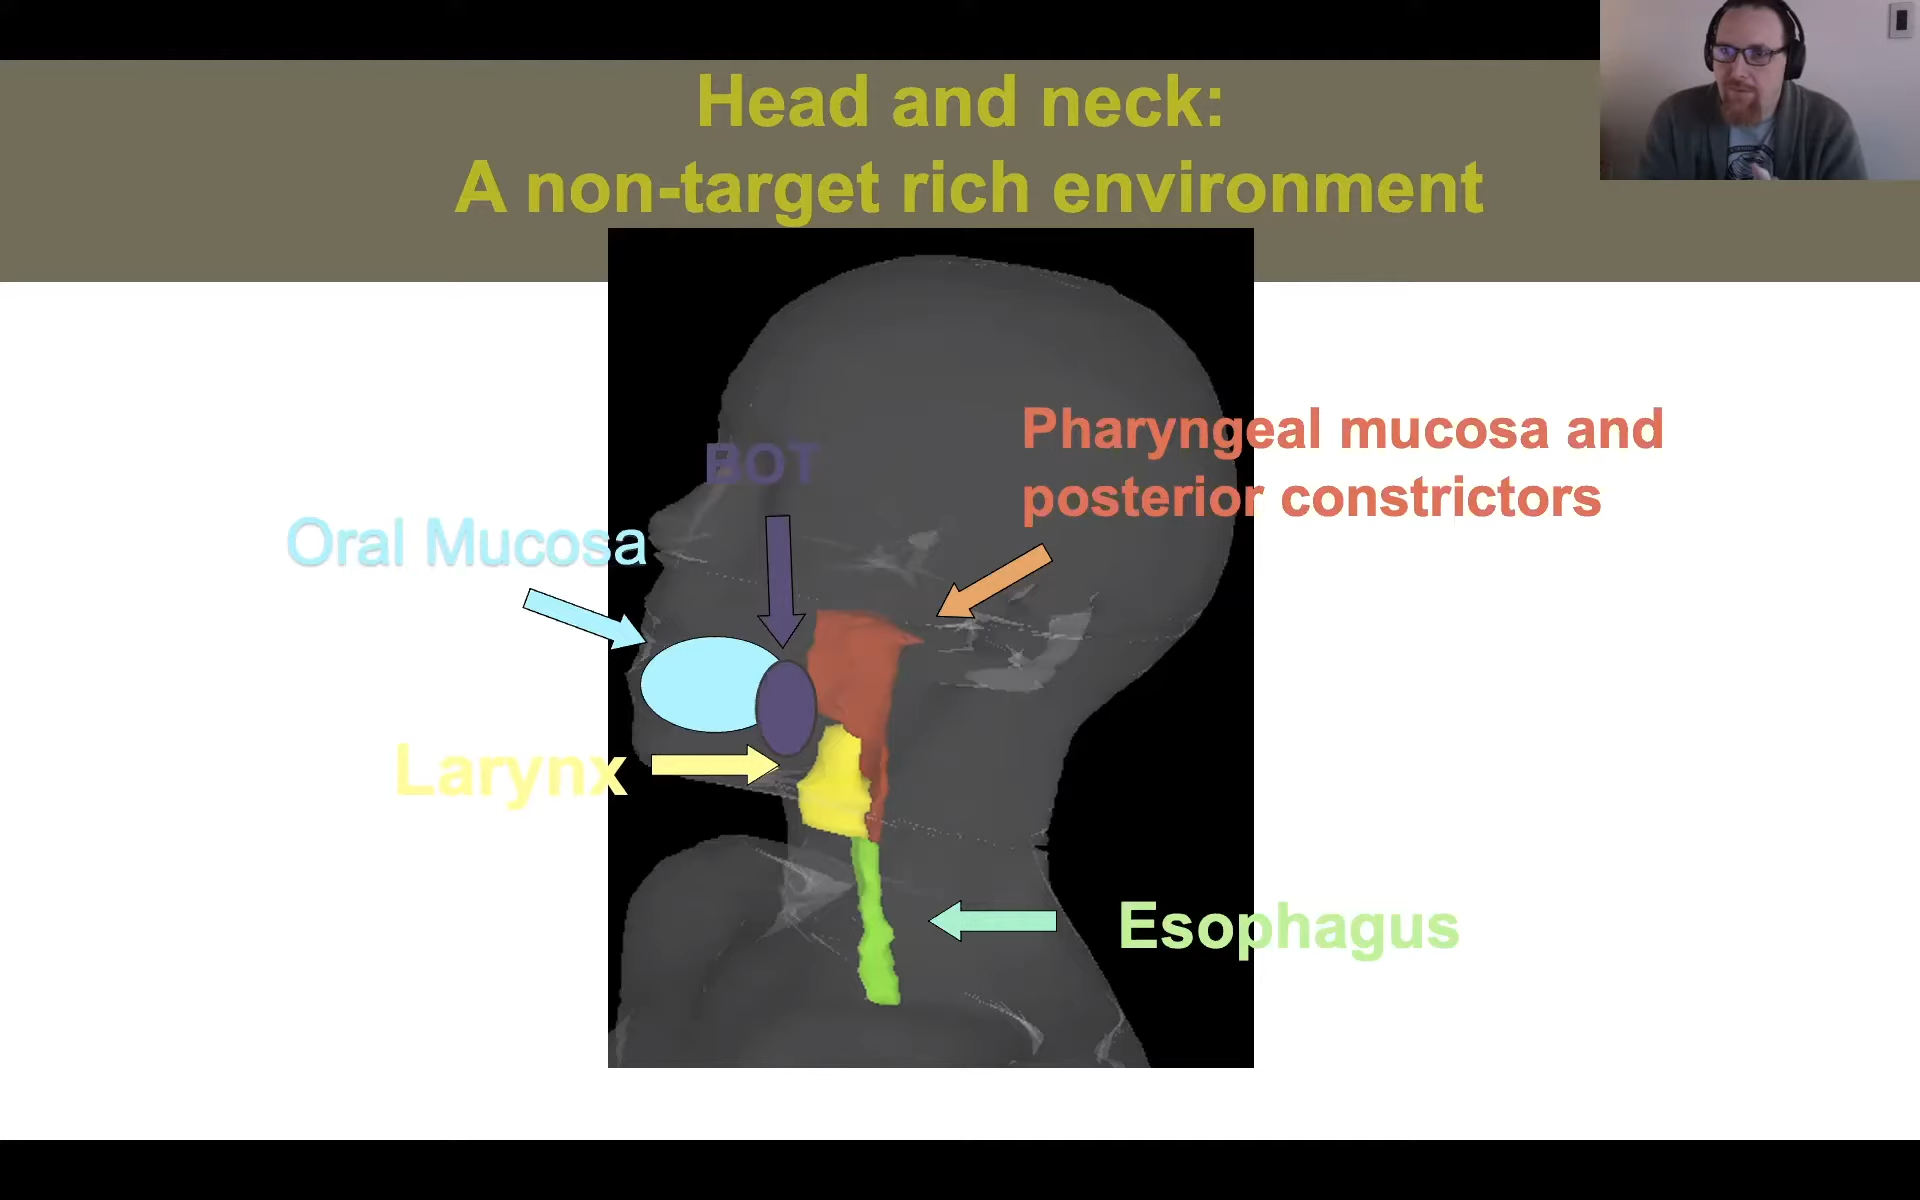 Head and neck:
A non-target rich environment
Pharyngeal mucosa and
posterior constrictors
BOT
Oral Mucosa
Larynx
Esophagus